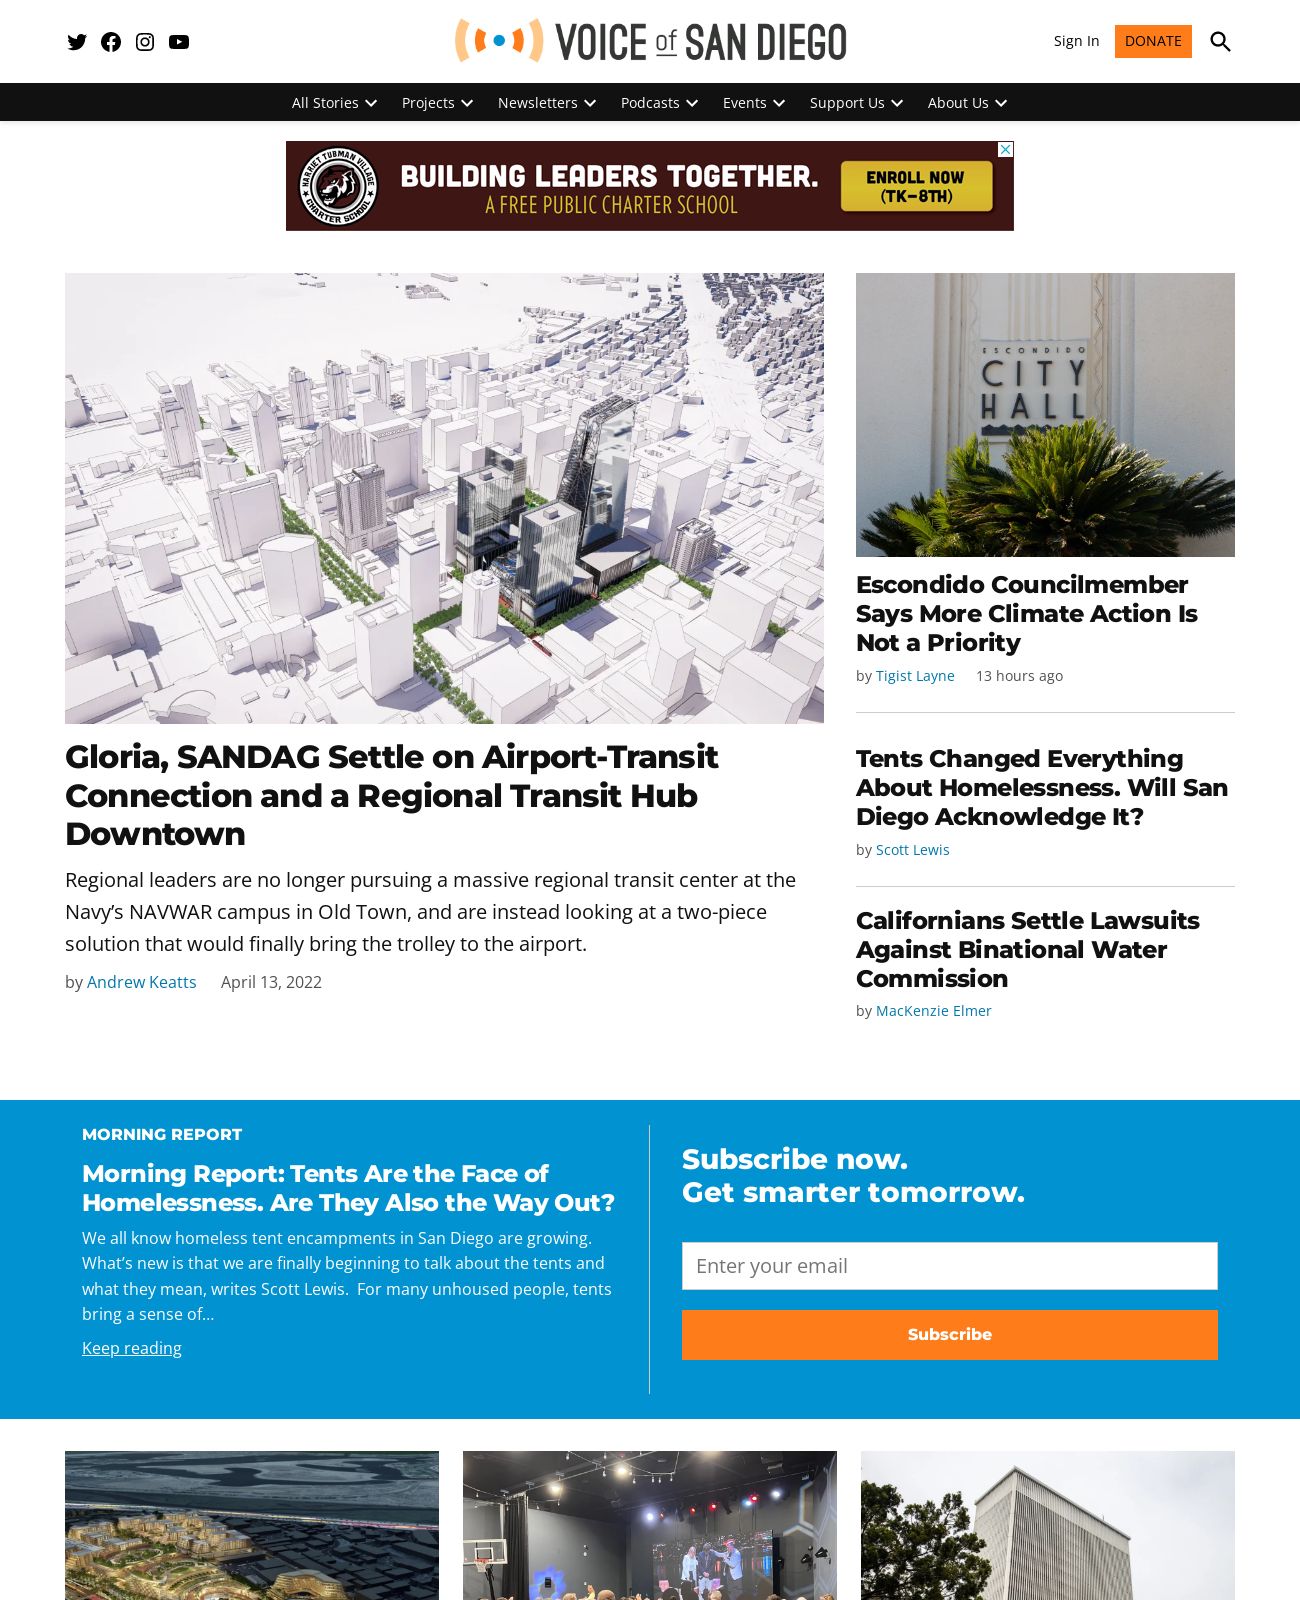 VOICE of SAN DIEGO
Sign In
DONATE
All Stories
Projects
Newsletters
Podcasts
Events
Support Us
About Us
HARRIET TUBMAN VILLAGE
CHARTER SCHOOL
BUILDING LEADERS TOGETHER.
A FREE PUBLIC CHARTER SCHOOL
ENROLL NOW
(TK–8TH)
ESCONDIDO
CITY
HALL
Gloria, SANDAG Settle on Airport-Transit
Connection and a Regional Transit Hub
Downtown
Regional leaders are no longer pursuing a massive regional transit center at the
Navy’s NAVWAR campus in Old Town, and are instead looking at a two-piece
solution that would finally bring the trolley to the airport.
by Andrew Keatts April 13, 2022
Escondido Councilmember
Says More Climate Action Is
Not a Priority
by Tigist Layne 13 hours ago
Tents Changed Everything
About Homelessness. Will San
Diego Acknowledge It?
by Scott Lewis
Californians Settle Lawsuits
Against Binational Water
Commission
by MacKenzie Elmer
MORNING REPORT
Morning Report: Tents Are the Face of
Homelessness. Are They Also the Way Out?
We all know homeless tent encampments in San Diego are growing.
What’s new is that we are finally beginning to talk about the tents and
what they mean, writes Scott Lewis.  For many unhoused people, tents
bring a sense of…
Keep reading
Subscribe now.
Get smarter tomorrow.
Enter your email
Subscribe